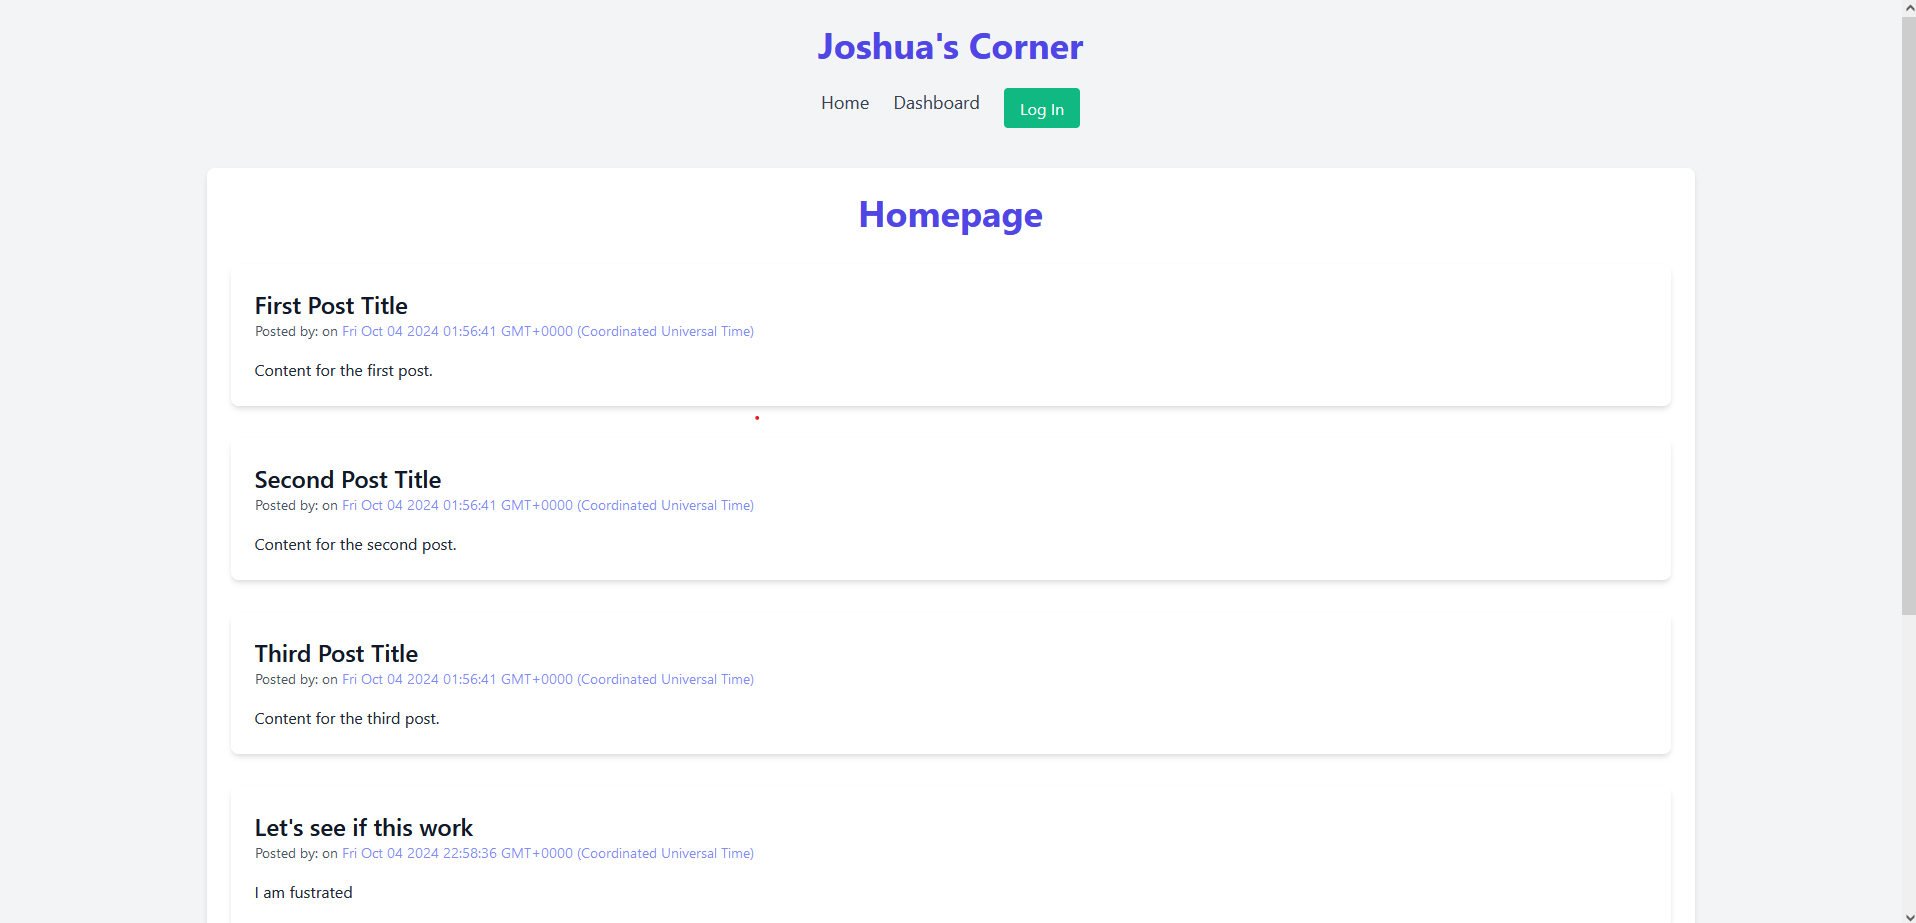 Joshua's Corner
Home Dashboard Log In
Homepage
First Post Title
Posted by: on Fri Oct 04 2024 01:56:41 GMT+0000 (Coordinated Universal Time)
Content for the first post.
Second Post Title
Posted by: on Fri Oct 04 2024 01:56:41 GMT+0000 (Coordinated Universal Time)
Content for the second post.
Third Post Title
Posted by: on Fri Oct 04 2024 01:56:41 GMT+0000 (Coordinated Universal Time)
Content for the third post.
Let's see if this work
Posted by: on Fri Oct 04 2024 22:58:36 GMT+0000 (Coordinated Universal Time)
I am fustrated